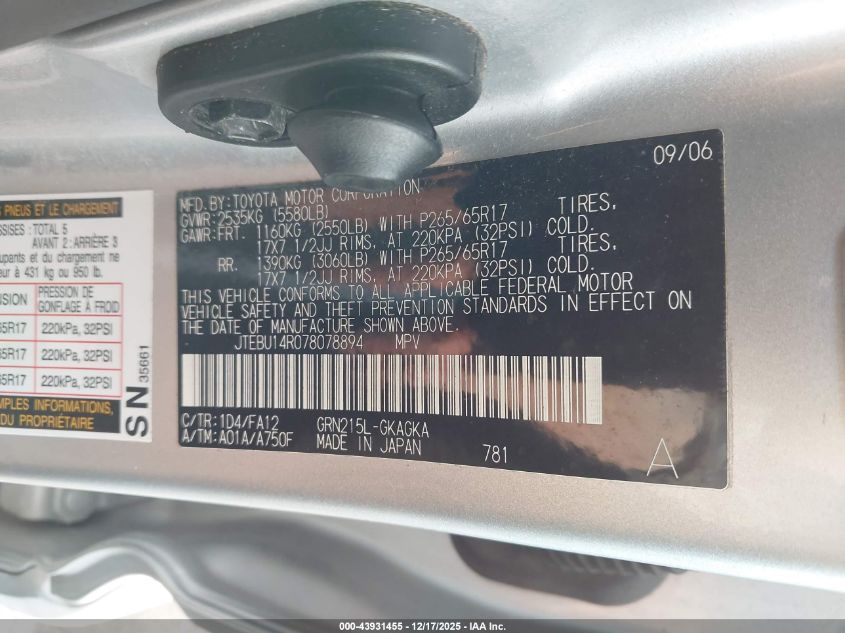 09/06
MFD.BY:TOYOTA MOTOR CORPORATION
GVWR:2535KG (5580LB)
GAWR:FRT. 1160KG (2550LB) WITH P265/65R17 TIRES,
17X7 1/2JJ RIMS, AT 220KPA (32PSI) COLD.
RR. 1390KG (3060LB) WITH P265/65R17 TIRES,
17X7 1/2JJ RIMS, AT 220KPA (32PSI) COLD.
THIS VEHICLE CONFORMS TO ALL APPLICABLE FEDERAL MOTOR
VEHICLE SAFETY AND THEFT PREVENTION STANDARDS IN EFFECT ON
THE DATE OF MANUFACTURE SHOWN ABOVE.
JTEBU14R078078894 MPV
C/TR:1D4/FA12 GRN215L-GKAGKA
A/TM:A01A/A750F MADE IN JAPAN 781
A
PNEUS ET LE CHARGEMENT
TOTAL 5
AVANT 2:ARRIÈRE 3
et du chargement ne
à 431 kg ou 950 lb.
PRESSION DE
GONFLAGE À FROID
220kPa, 32PSI
220kPa, 32PSI
220kPa, 32PSI
INFORMATIONS,
DU PROPRIÉTAIRE
SN 35661
000-43931455 - 12/17/2025 - IAA Inc.